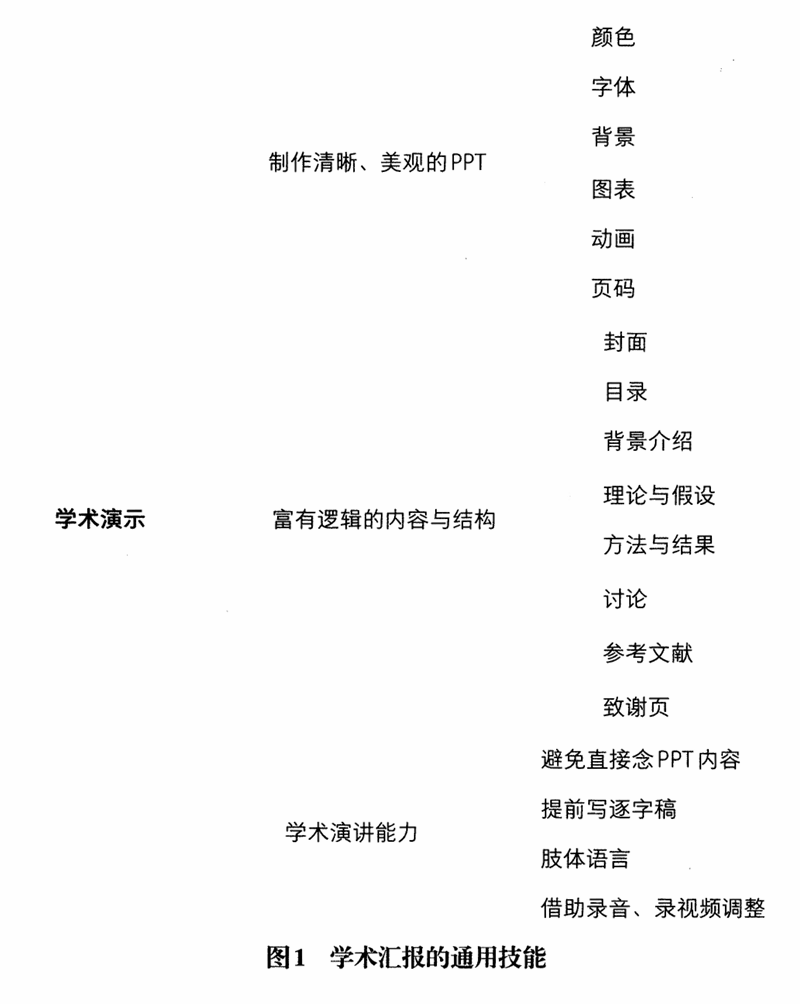 颜色
字体
背景
制作清晰、美观的PPT
图表
动画
页码
封面
目录
背景介绍
理论与假设
学术演示
富有逻辑的内容与结构
方法与结果
讨论
参考文献
致谢页
避免直接念PPT内容
提前写逐字稿
学术演讲能力
肢体语言
借助录音、录视频调整
图1 学术汇报的通用技能